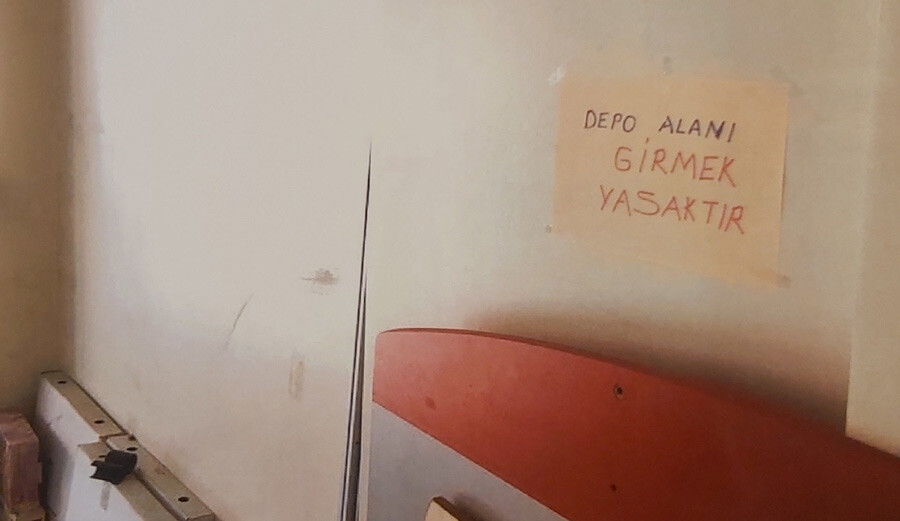 DEPO ALANI
GİRMEK
YASAKTIR